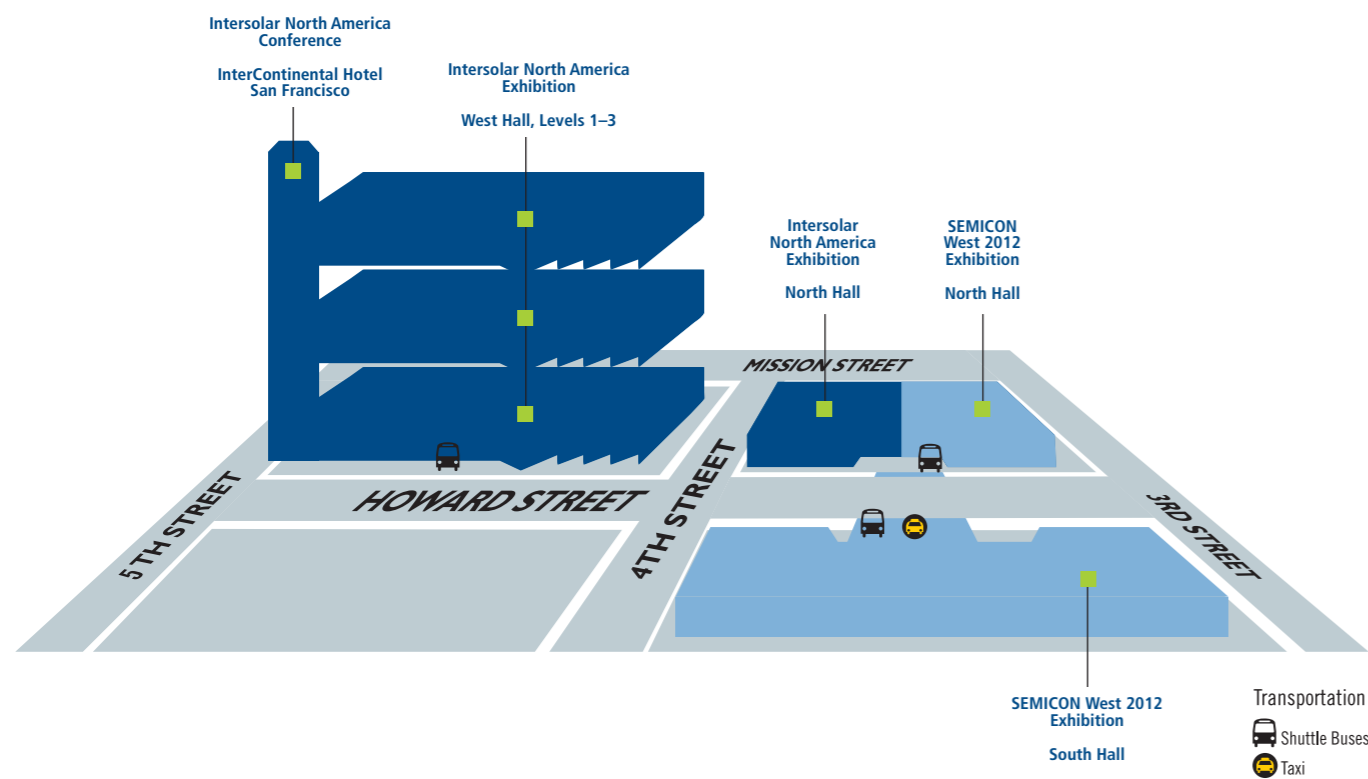 Intersolar North America
Conference
InterContinental Hotel
San Francisco
Intersolar North America
Exhibition
West Hall, Levels 1–3
Intersolar
North America
Exhibition
North Hall
SEMICON
West 2012
Exhibition
North Hall
MISSION STREET
HOWARD STREET
5TH STREET
4TH STREET
3RD STREET
SEMICON West 2012
Exhibition
South Hall
Transportation
Shuttle Buses
Taxi